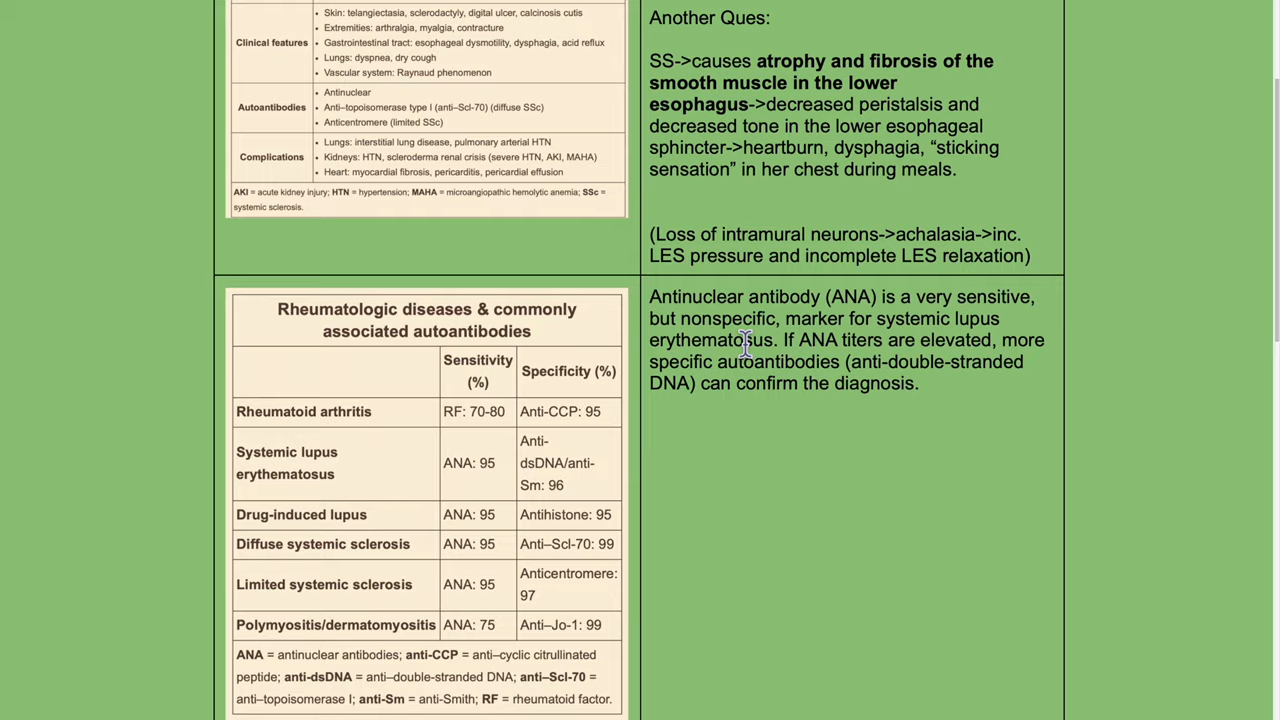 Clinical features
• Skin: telangiectasia, sclerodactyly, digital ulcer, calcinosis cutis
• Extremities: arthralgia, myalgia, contracture
• Gastrointestinal tract: esophageal dysmotility, dysphagia, acid reflux
• Lungs: dyspnea, dry cough
• Vascular system: Raynaud phenomenon
Autoantibodies
• Antinuclear
• Anti–topoisomerase type I (anti–Scl-70) (diffuse SSc)
• Anticentromere (limited SSc)
Complications
• Lungs: interstitial lung disease, pulmonary arterial HTN
• Kidneys: HTN, scleroderma renal crisis (severe HTN, AKI, MAHA)
• Heart: myocardial fibrosis, pericarditis, pericardial effusion
AKI = acute kidney injury; HTN = hypertension; MAHA = microangiopathic hemolytic anemia; SSc =
systemic sclerosis.
Another Ques:
SS->causes atrophy and fibrosis of the
smooth muscle in the lower
esophagus->decreased peristalsis and
decreased tone in the lower esophageal
sphincter->heartburn, dysphagia, “sticking
sensation” in her chest during meals.
(Loss of intramural neurons->achalasia->inc.
LES pressure and incomplete LES relaxation)
Rheumatologic diseases & commonly
associated autoantibodies
Sensitivity
(%)
Specificity (%)
Rheumatoid arthritis
RF: 70-80
Anti-CCP: 95
Systemic lupus
erythematosus
ANA: 95
Anti-
dsDNA/anti-
Sm: 96
Drug-induced lupus
ANA: 95
Antihistone: 95
Diffuse systemic sclerosis
ANA: 95
Anti–Scl-70: 99
Limited systemic sclerosis
ANA: 95
Anticentromere:
97
Polymyositis/dermatomyositis
ANA: 75
Anti–Jo-1: 99
ANA = antinuclear antibodies; anti-CCP = anti–cyclic citrullinated
peptide; anti-dsDNA = anti–double-stranded DNA; anti–Scl-70 =
anti–topoisomerase I; anti-Sm = anti-Smith; RF = rheumatoid factor.
Antinuclear antibody (ANA) is a very sensitive,
but nonspecific, marker for systemic lupus
erythematosus. If ANA titers are elevated, more
specific autoantibodies (anti-double-stranded
DNA) can confirm the diagnosis.